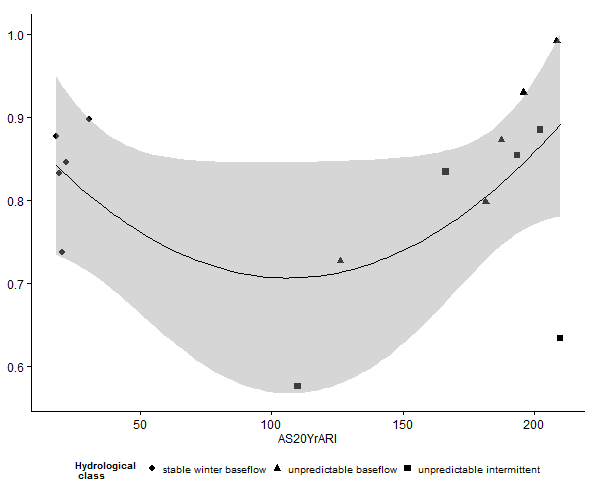 1.0
0.9
0.8
0.7
0.6
50 100 150 200
AS20YrARI
Hydrological
class
stable winter baseflow unpredictable baseflow unpredictable intermittent